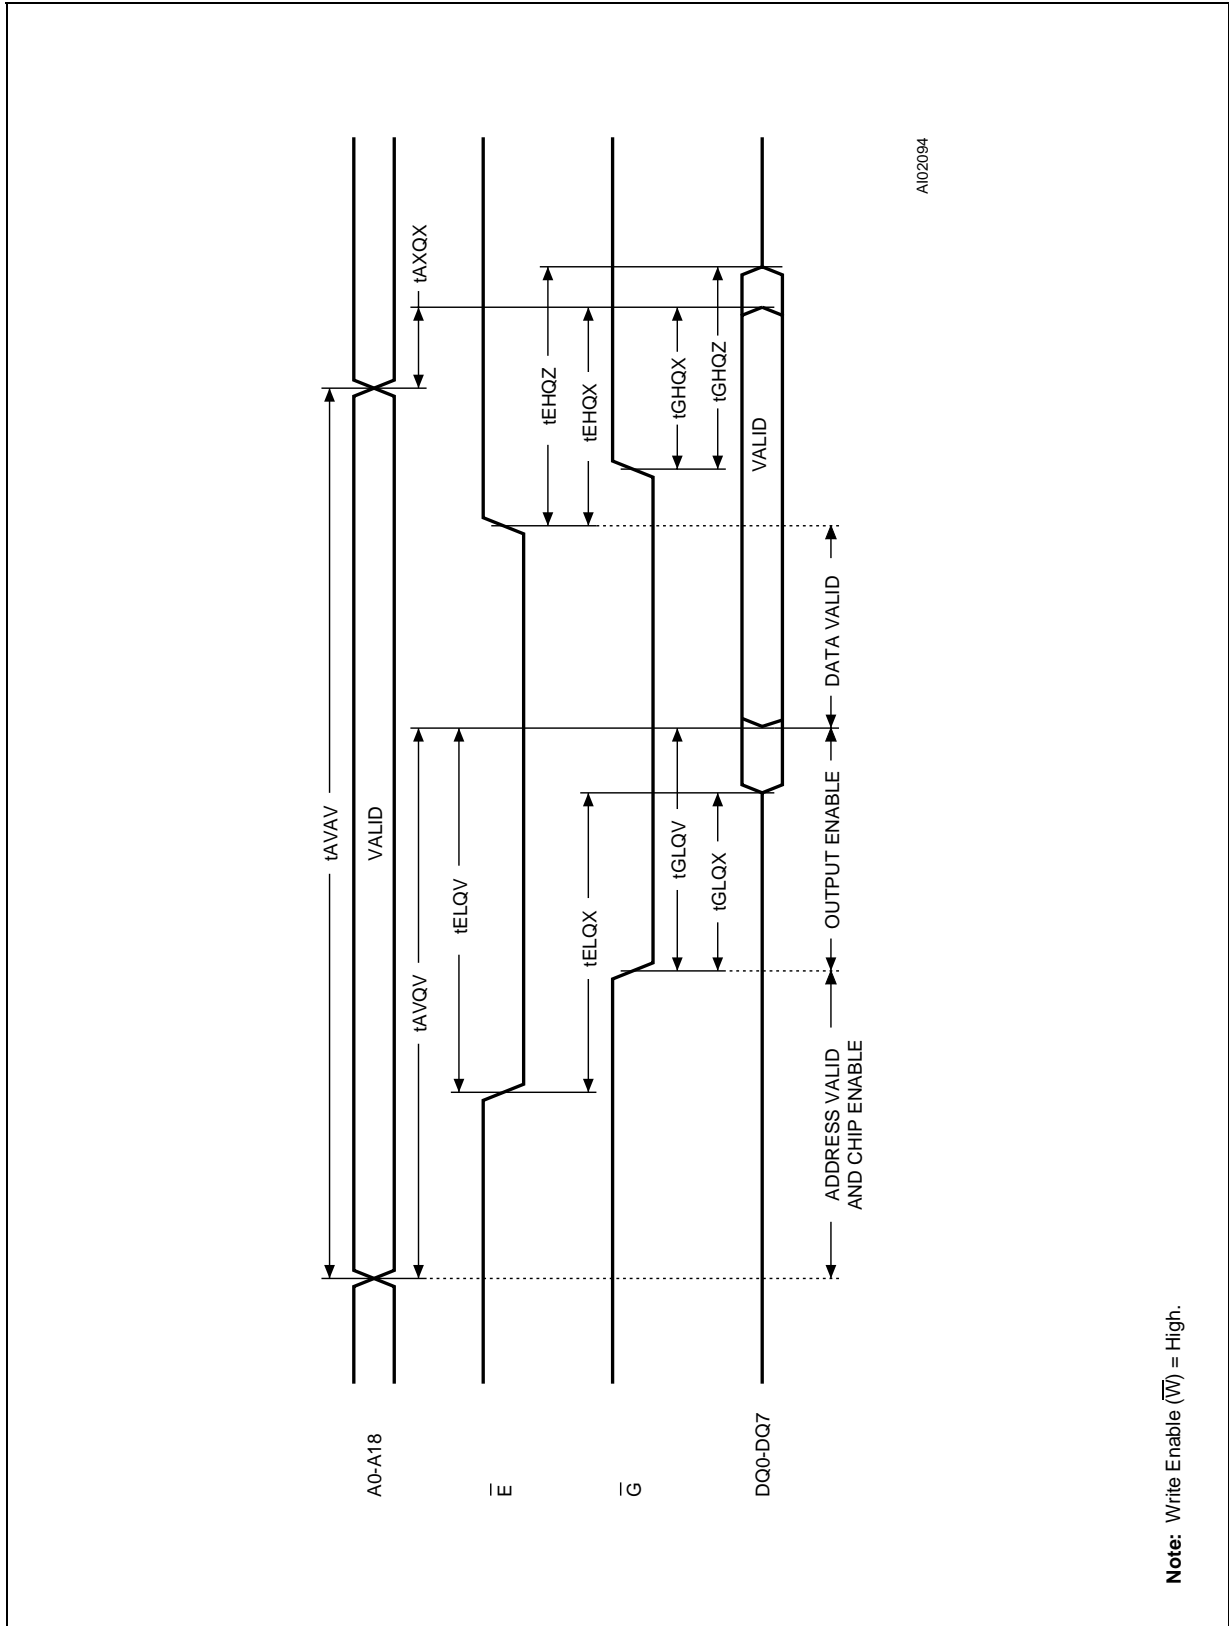 tAVAV
A0-A18
VALID
tAVQV
tAXQX
tELQV
E̅
tEHQZ
tELQX
tEHQX
G̅
tGLQV
tGHQX
tGLQX
tGHQZ
DQ0-DQ7
VALID
ADDRESS VALID
AND CHIP ENABLE
OUTPUT ENABLE
DATA VALID
AI02094
Note: Write Enable (W̅) = High.